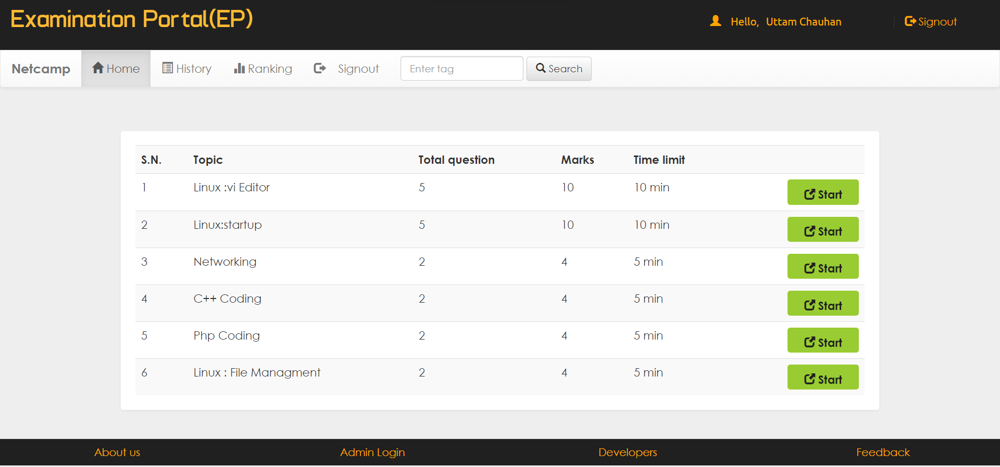 Examination Portal(EP)
Hello, Uttam Chauhan
Signout
Netcamp Home History Ranking Signout Enter tag Search
S.N. Topic Total question Marks Time limit
1 Linux :vi Editor 5 10 10 min Start
2 Linux:startup 5 10 10 min Start
3 Networking 2 4 5 min Start
4 C++ Coding 2 4 5 min Start
5 Php Coding 2 4 5 min Start
6 Linux : File Managment 2 4 5 min Start
About us Admin Login Developers Feedback